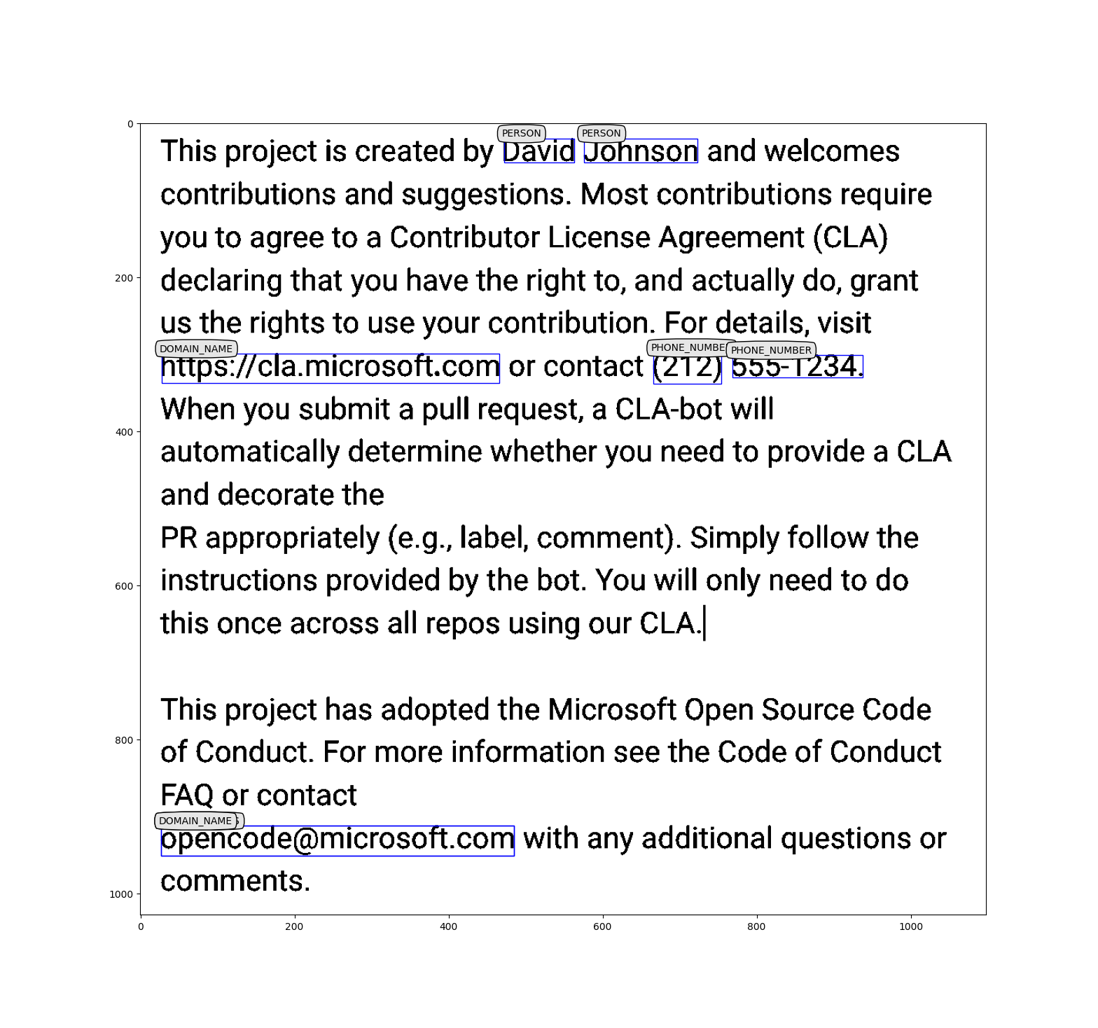 PERSON PERSON
0
This project is created by David Johnson and welcomes
contributions and suggestions. Most contributions require
you to agree to a Contributor License Agreement (CLA)
200
declaring that you have the right to, and actually do, grant
us the rights to use your contribution. For details, visit
DOMAIN_NAME PHONE_NUMBE PHONE_NUMBER
https://cla.microsoft.com or contact (212) 555-1234.
When you submit a pull request, a CLA-bot will
400
automatically determine whether you need to provide a CLA
and decorate the
PR appropriately (e.g., label, comment). Simply follow the
600
instructions provided by the bot. You will only need to do
this once across all repos using our CLA.
This project has adopted the Microsoft Open Source Code
800
of Conduct. For more information see the Code of Conduct
FAQ or contact
DOMAIN_NAME
opencode@microsoft.com with any additional questions or
comments.
1000
0 200 400 600 800 1000